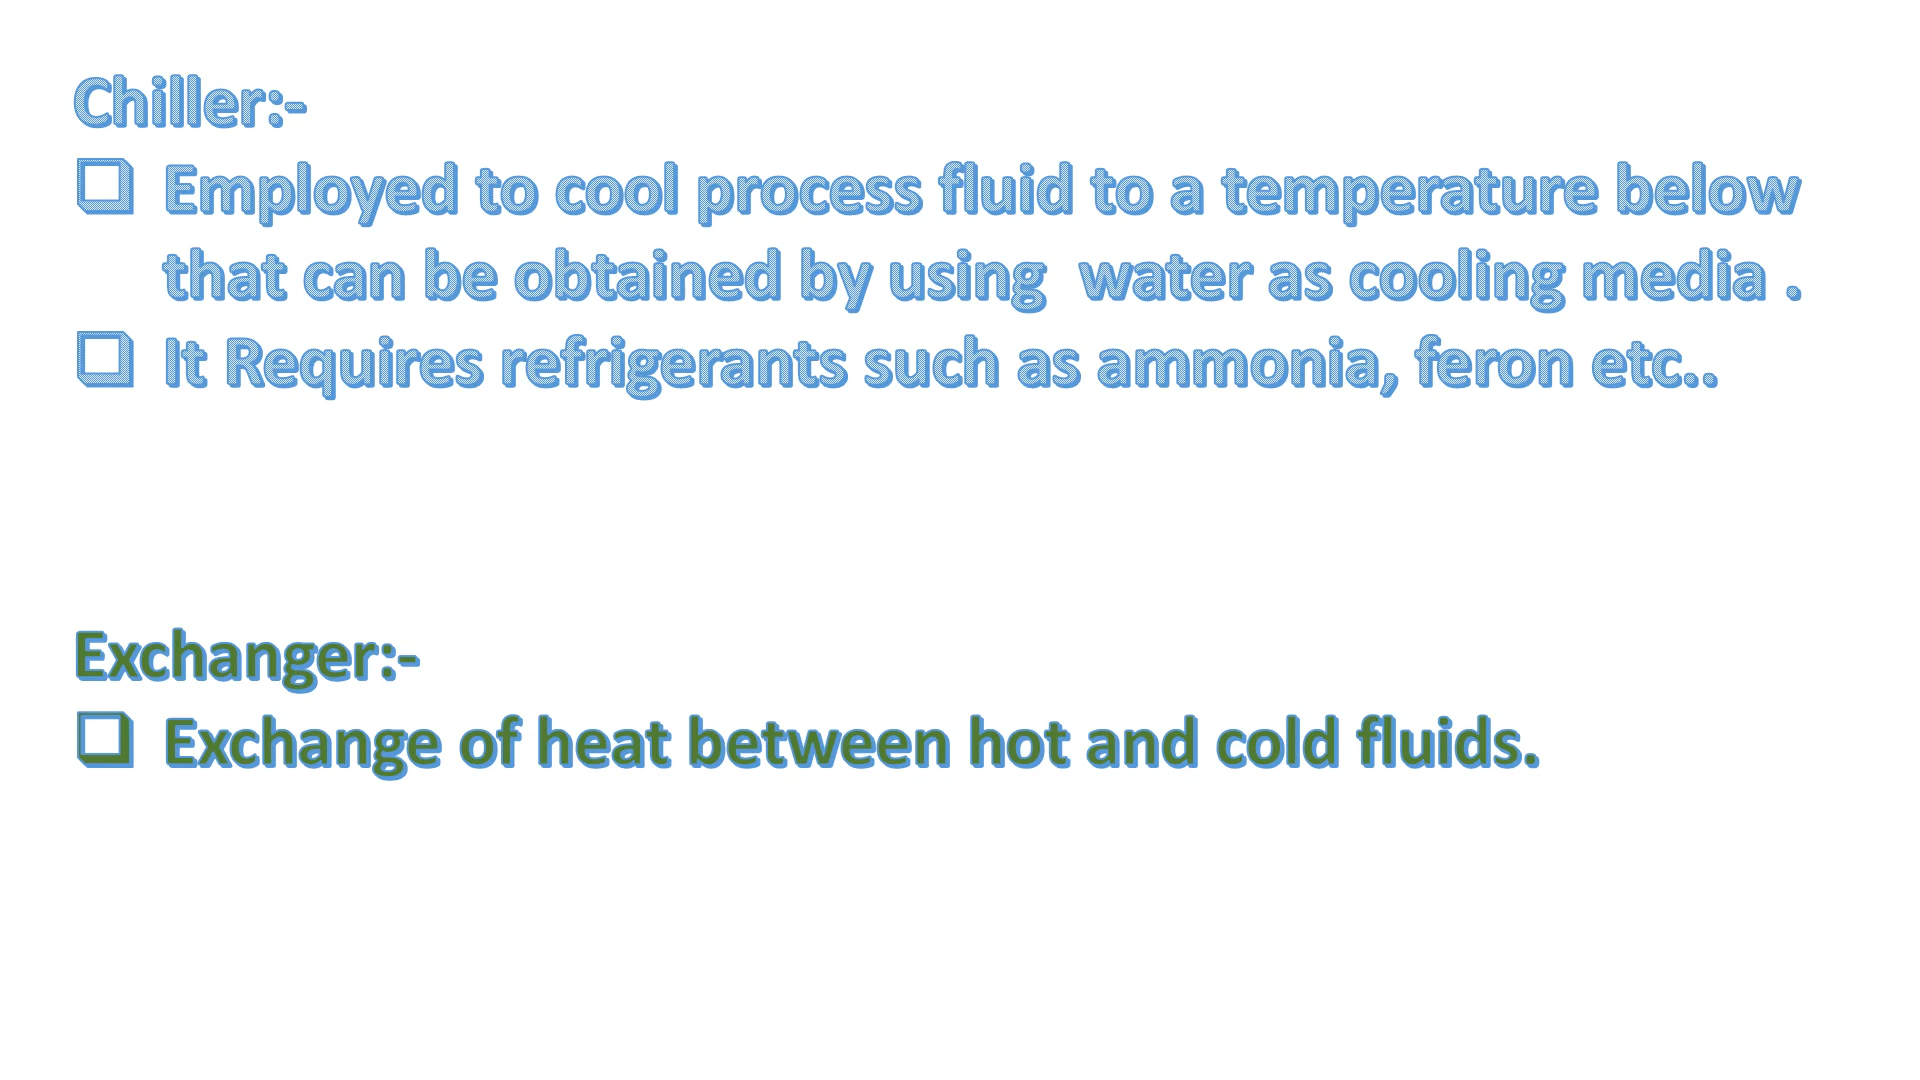 Chiller:-
❑ Employed to cool process fluid to a temperature below
that can be obtained by using  water as cooling media .
❑ It Requires refrigerants such as ammonia, feron etc..
Exchanger:-
❑ Exchange of heat between hot and cold fluids.